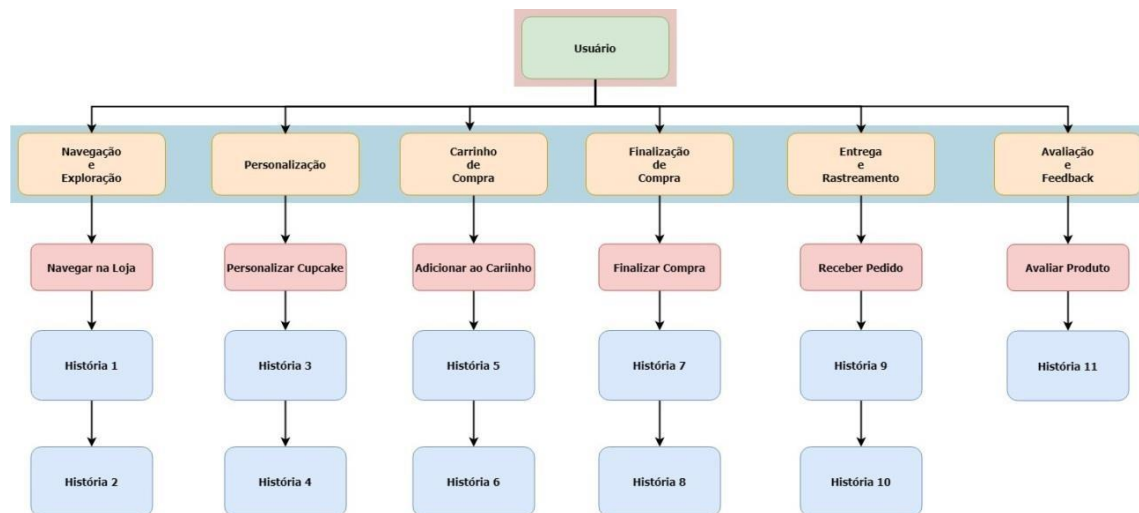 Usuário
Navegação
e
Exploração
Personalização
Carrinho
de
Compra
Finalização
de
Compra
Entrega
e
Rastreamento
Avaliação
e
Feedback
Navegar na Loja
Personalizar Cupcake
Adicionar ao Cariinho
Finalizar Compra
Receber Pedido
Avaliar Produto
História 1
História 3
História 5
História 7
História 9
História 11
História 2
História 4
História 6
História 8
História 10